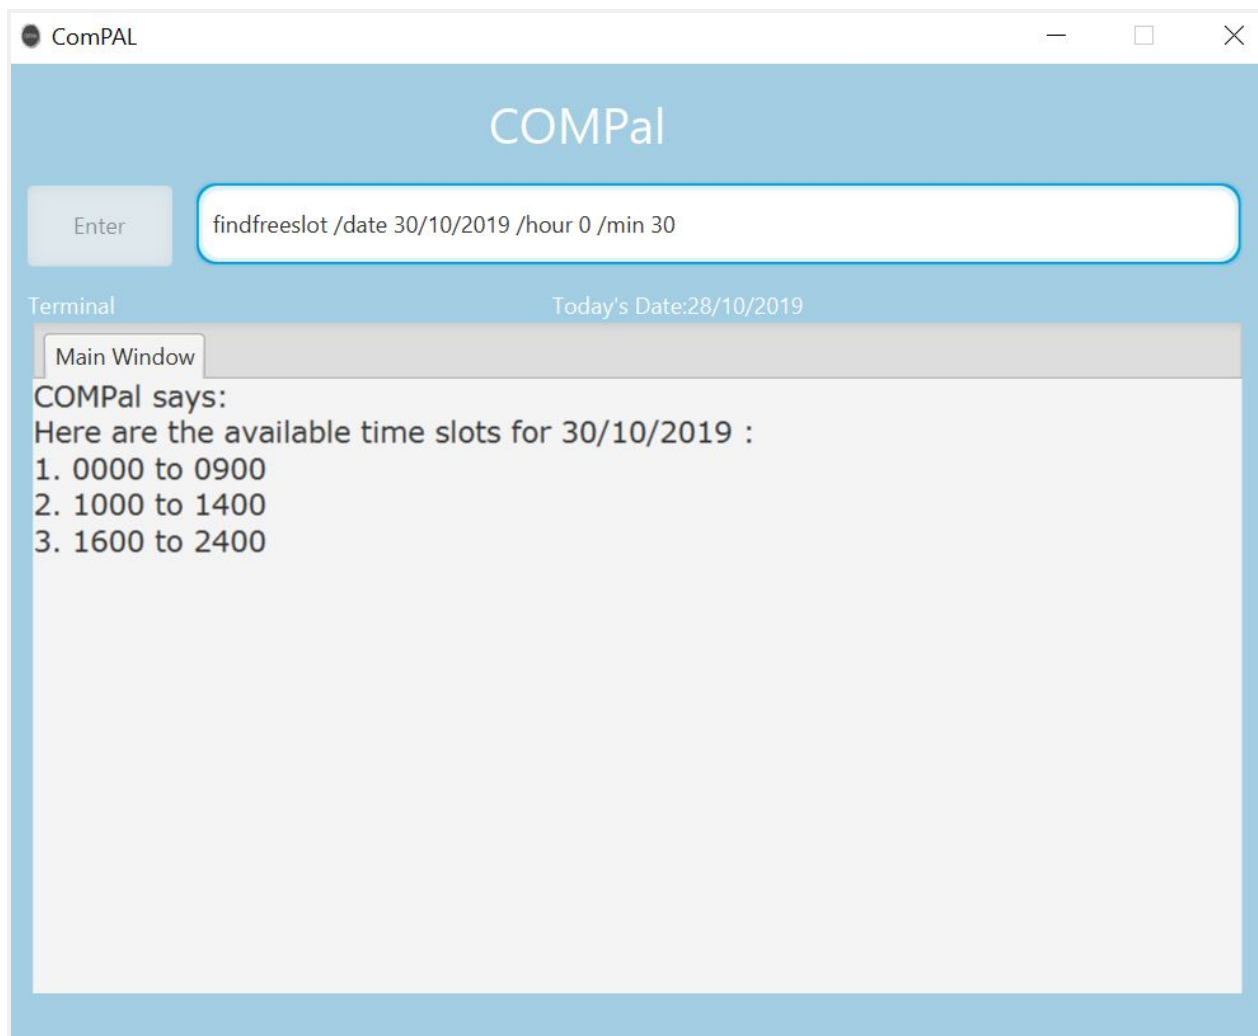 ComPAL
COMPal
Enter
findfreeslot /date 30/10/2019 /hour 0 /min 30
Terminal
Today's Date:28/10/2019
Main Window
COMPal says:
Here are the available time slots for 30/10/2019 :
1. 0000 to 0900
2. 1000 to 1400
3. 1600 to 2400